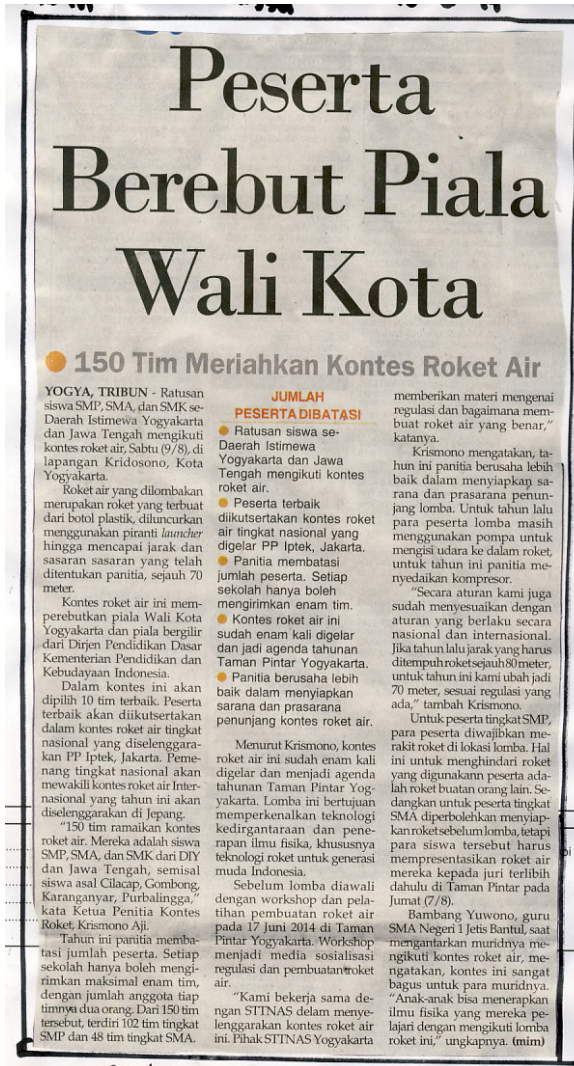 Peserta
Berebut Piala
Wali Kota
150 Tim Meriahkan Kontes Roket Air
YOGYA, TRIBUN - Ratusan
siswa SMP, SMA, dan SMK se-
Daerah Istimewa Yogyakarta
dan Jawa Tengah mengikuti
kontes roket air, Sabtu (9/8), di
lapangan Kridosono, Kota
Yogyakarta.
Roket air yang dilombakan
merupakan roket yang terbuat
dari botol plastik, diluncurkan
menggunakan piranti launcher
hingga mencapai jarak dan
sasaran sasaran yang telah
ditentukan panitia, sejauh 70
meter.
Kontes roket air ini mem-
perebutkan piala Wali Kota
Yogyakarta dan piala bergilir
dari Dirjen Pendidikan Dasar
Kementerian Pendidikan dan
Kebudayaan Indonesia.
Dalam kontes ini akan
dipilih 10 tim terbaik. Peserta
terbaik akan diikutsertakan
dalam kontes roket air tingkat
nasional yang diselenggara-
kan PP Iptek, Jakarta. Peme-
nang tingkat nasional akan
mewakili kontes roket air Inter-
nasional yang tahun ini akan
diselenggarakan di Jepang.
"150 tim ramaikan kontes
roket air. Mereka adalah siswa
SMP, SMA, dan SMK dari DIY
dan Jawa Tengah, semisal
siswa asal Cilacap, Gombong,
Karanganyar, Purbalingga,"
kata Ketua Penitia Kontes
Roket, Krismono Aji.
Tahun ini panitia memba-
tasi jumlah peserta. Setiap
sekolah hanya boleh mengi-
rimkan maksimal enam tim,
dengan jumlah anggota tiap
timnya dua orang. Dari 150 tim
tersebut, terdiri 102 tim tingkat
SMP dan 48 tim tingkat SMA.
JUMLAH
PESERTA DIBATASI
Ratusan siswa se-
Daerah Istimewa
Yogyakarta dan Jawa
Tengah mengikuti kontes
roket air.
Peserta terbaik
diikutsertakan kontes roket
air tingkat nasional yang
digelar PP Iptek, Jakarta.
Panitia membatasi
jumlah peserta. Setiap
sekolah hanya boleh
mengirimkan enam tim.
Kontes roket air ini
sudah enam kali digelar
dan jadi agenda tahunan
Taman Pintar Yogyakarta.
Panitia berusaha lebih
baik dalam menyiapkan
sarana dan prasarana
penunjang kontes roket air.
Menurut Krismono, kontes
roket air ini sudah enam kali
digelar dan menjadi agenda
tahunan Taman Pintar Yog-
yakarta. Lomba ini bertujuan
memperkenalkan teknologi
kedirgantaraan dan pene-
rapan ilmu fisika, khususnya
teknologi roket untuk generasi
muda Indonesia.
Sebelum lomba diawali
dengan workshop dan pela-
tihan pembuatan roket air
pada 17 Juni 2014 di Taman
Pintar Yogyakarta. Workshop
menjadi media sosialisasi
regulasi dan pembuatan roket
air.
"Kami bekerja sama de-
ngan STTNAS delam menye-
lenggarakan kontes roket air
ini. Pihak STTNAS Yogyakarta
memberikan materi mengenai
regulasi dan bagaimana mem-
buat roket air yang benar,"
katanya.
Krismono mengatakan, ta-
hun ini panitia berusaha lebih
baik dalam menyiapkan sa-
rana dan prasarana penun-
jang lomba. Untuk tahun lalu
para peserta lomba masih
menggunakan pompa untuk
mengisi udara ke dalam roket,
untuk tahun ini panitia me-
nyedaikan kompresor.
"Secara aturan kami juga
sudah menyesuaikan dengan
aturan yang berlaku secara
nasional dan internasional.
Jika tahun lalu jarak yang harus
ditempuh roket sejauh 80 meter,
untuk tahun ini kami ubah jadi
70 meter, sesuai regulasi yang
ada," tambah Krismono.
Untuk peserta tingkat SMP,
para peserta diwajibkan me-
rakit roket di lokasi lomba. Hal
ini untuk menghindari roket
yang digunakann peserta ada-
lah roket buatan orang lain. Se-
dangkan untuk peserta tingkat
SMA diperbolehkan menyiap-
kan roket sebelum lomba, tetapi
para siswa tersebut harus
mempresentasikan roket air
mereka kepada juri terlibih
dahulu di Taman Pintar pada
Jumat (7/8).
Bambang Yuwono, guru
SMA Negeri 1 Jetis Bantul, saat
mengantarkan muridnya me-
ngikuti kontes roket air, me-
ngatakan, kontes ini sangat
bagus untuk para muridnya.
"Anak-anak bisa menerapkan
ilmu fisika yang mereka pe-
lajari dengan mengikuti lomba
roket ini," ungkapnya. (mim)